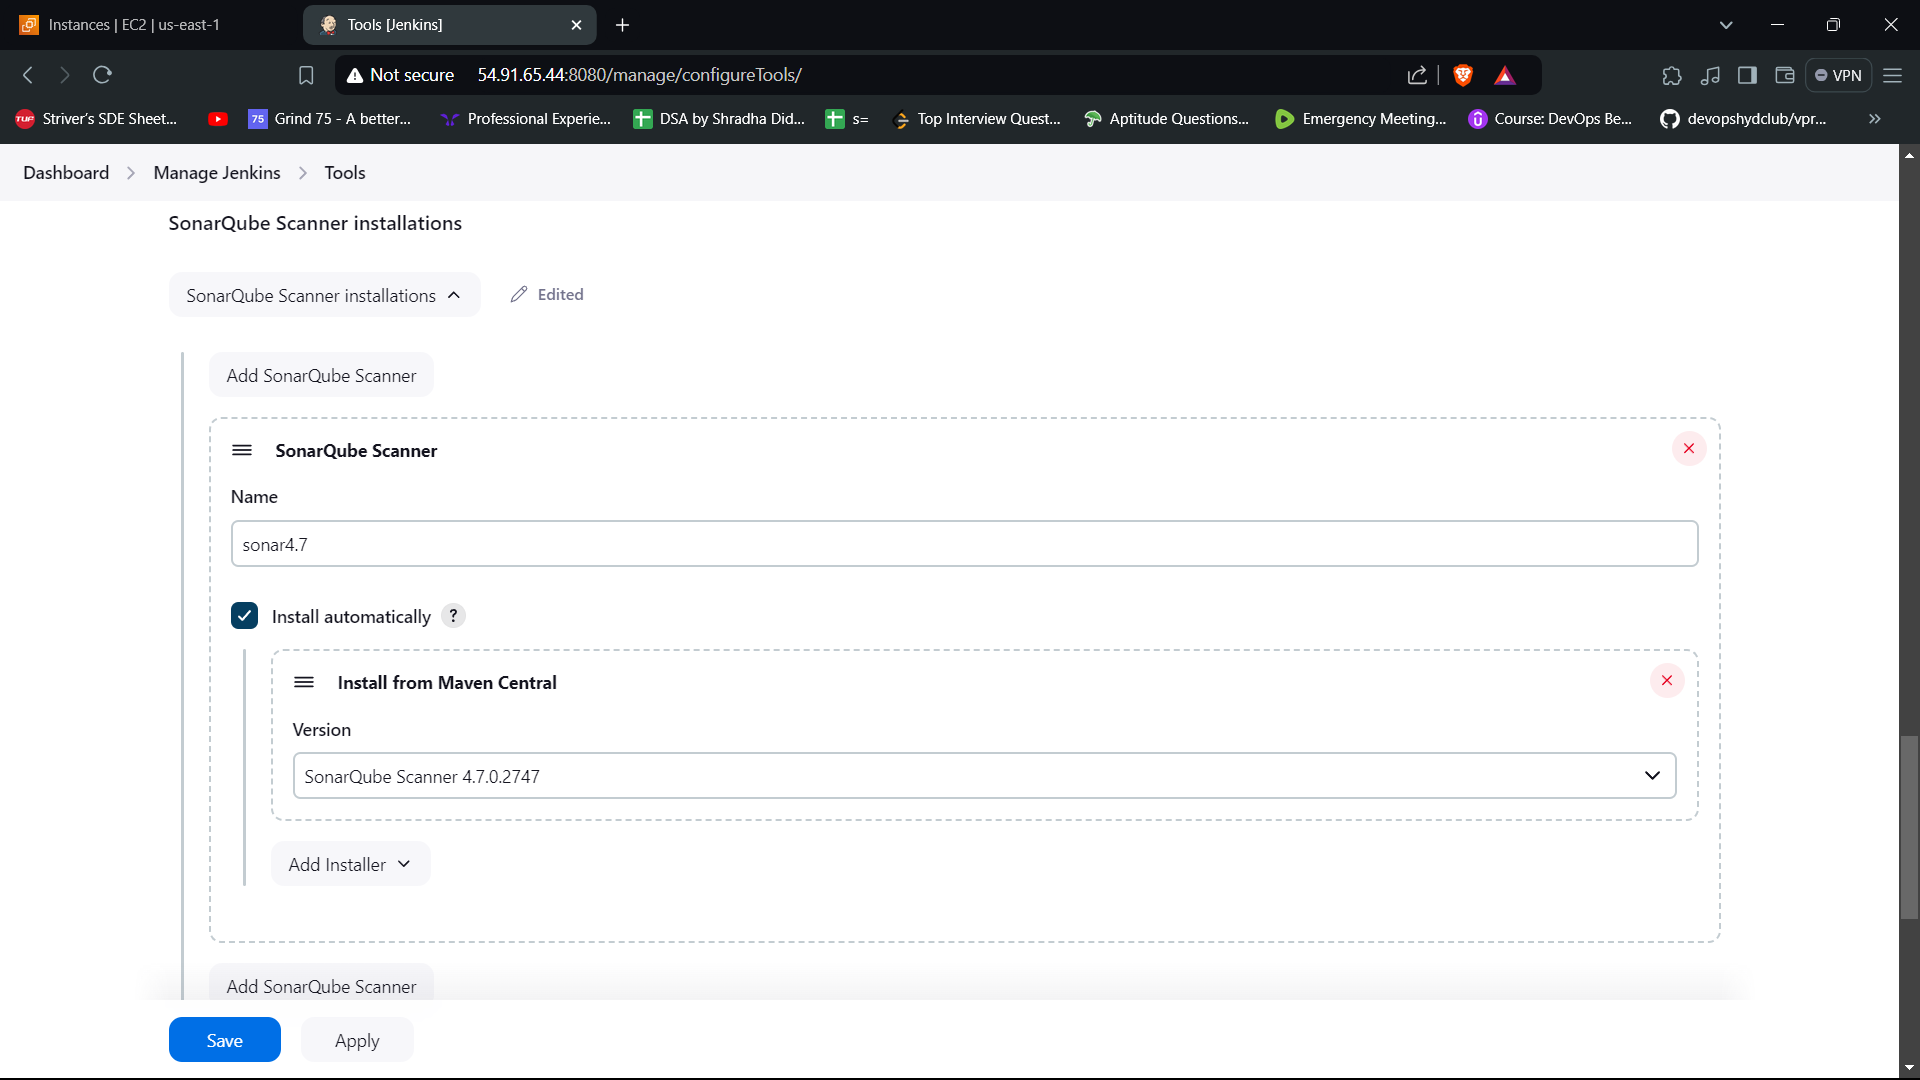 Instances | EC2 | us-east-1
Tools [Jenkins]
Not secure 54.91.65.44:8080/manage/configureTools/
VPN
TUF Striver's SDE Sheet...
75 Grind 75 - A better...
Professional Experie...
DSA by Shradha Did...
s=
Top Interview Quest...
Aptitude Questions...
Emergency Meeting...
Course: DevOps Be...
devopshydclub/vpr...
Dashboard
Manage Jenkins
Tools
SonarQube Scanner installations
SonarQube Scanner installations
Edited
Add SonarQube Scanner
SonarQube Scanner
Name
sonar4.7
Install automatically ?
Install from Maven Central
Version
SonarQube Scanner 4.7.0.2747
Add Installer
Add SonarQube Scanner
Save
Apply